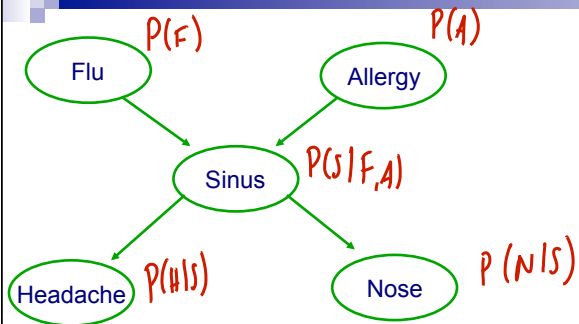 P(F)
P(A)
Flu
Allergy
Sinus
P(S|F,A)
Headache
P(H|S)
Nose
P(N|S)